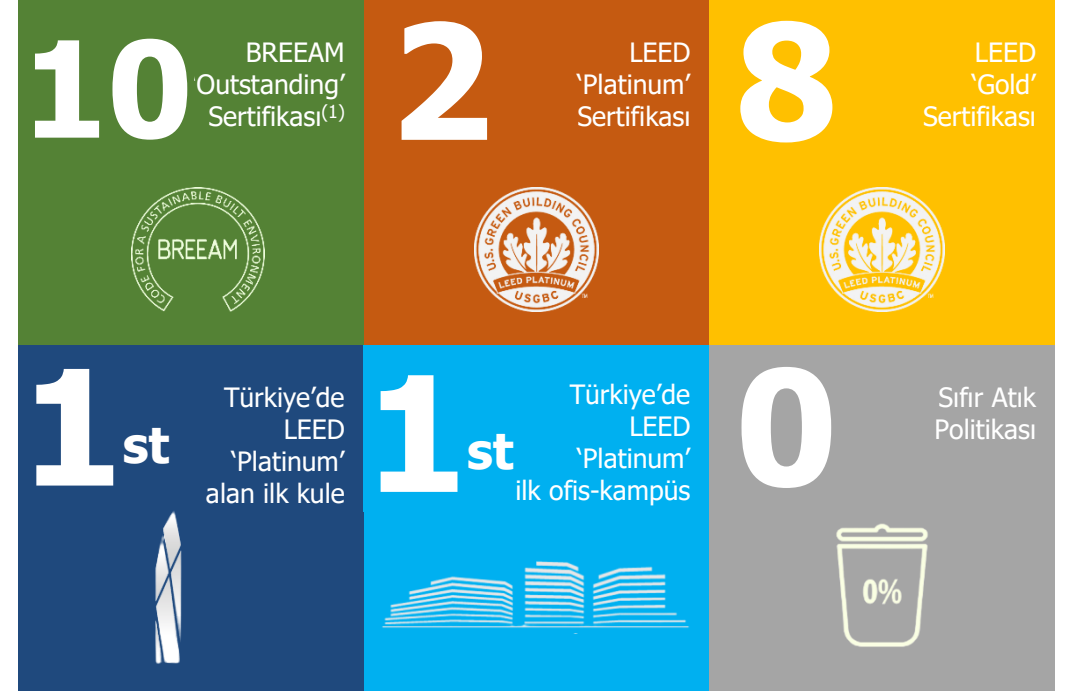 10
BREEAM
‘Outstanding’
Sertifikası(1)
CODE FOR A SUSTAINABLE BUILT ENVIRONMENT
BREEAM
2
LEED
‘Platinum’
Sertifikası
U.S. GREEN BUILDING COUNCIL
LEED PLATINUM
USGBC
TM
8
LEED
‘Gold’
Sertifikası
U.S. GREEN BUILDING COUNCIL
LEED PLATINUM
USGBC
TM
1st
Türkiye’de
LEED
‘Platinum’
alan ilk kule
1st
Türkiye’de
LEED
‘Platinum’
ilk ofis-kampüs
0
Sıfır Atık
Politikası
0%